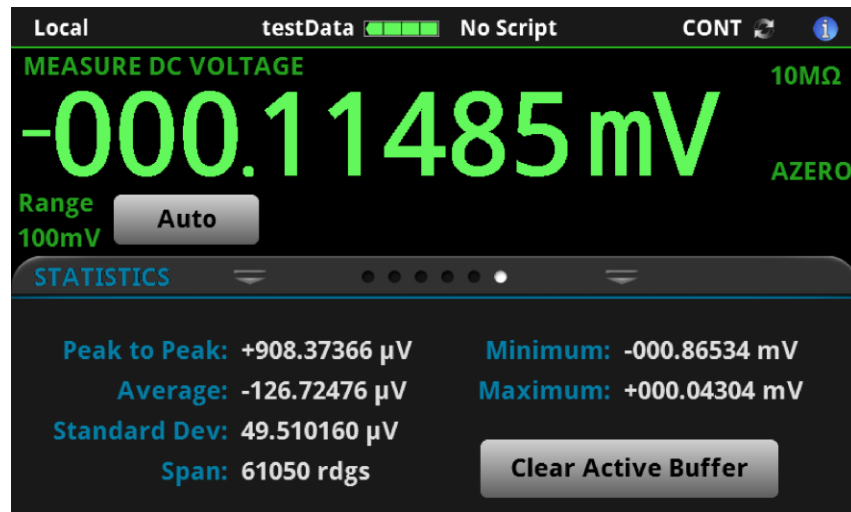 Local testData No Script CONT
MEASURE DC VOLTAGE
10MΩ
-000.11485 mV
AZERO
Range
100mV
Auto
STATISTICS
Peak to Peak: +908.37366 µV
Minimum: -000.86534 mV
Average: -126.72476 µV
Maximum: +000.04304 mV
Standard Dev: 49.510160 µV
Span: 61050 rdgs
Clear Active Buffer